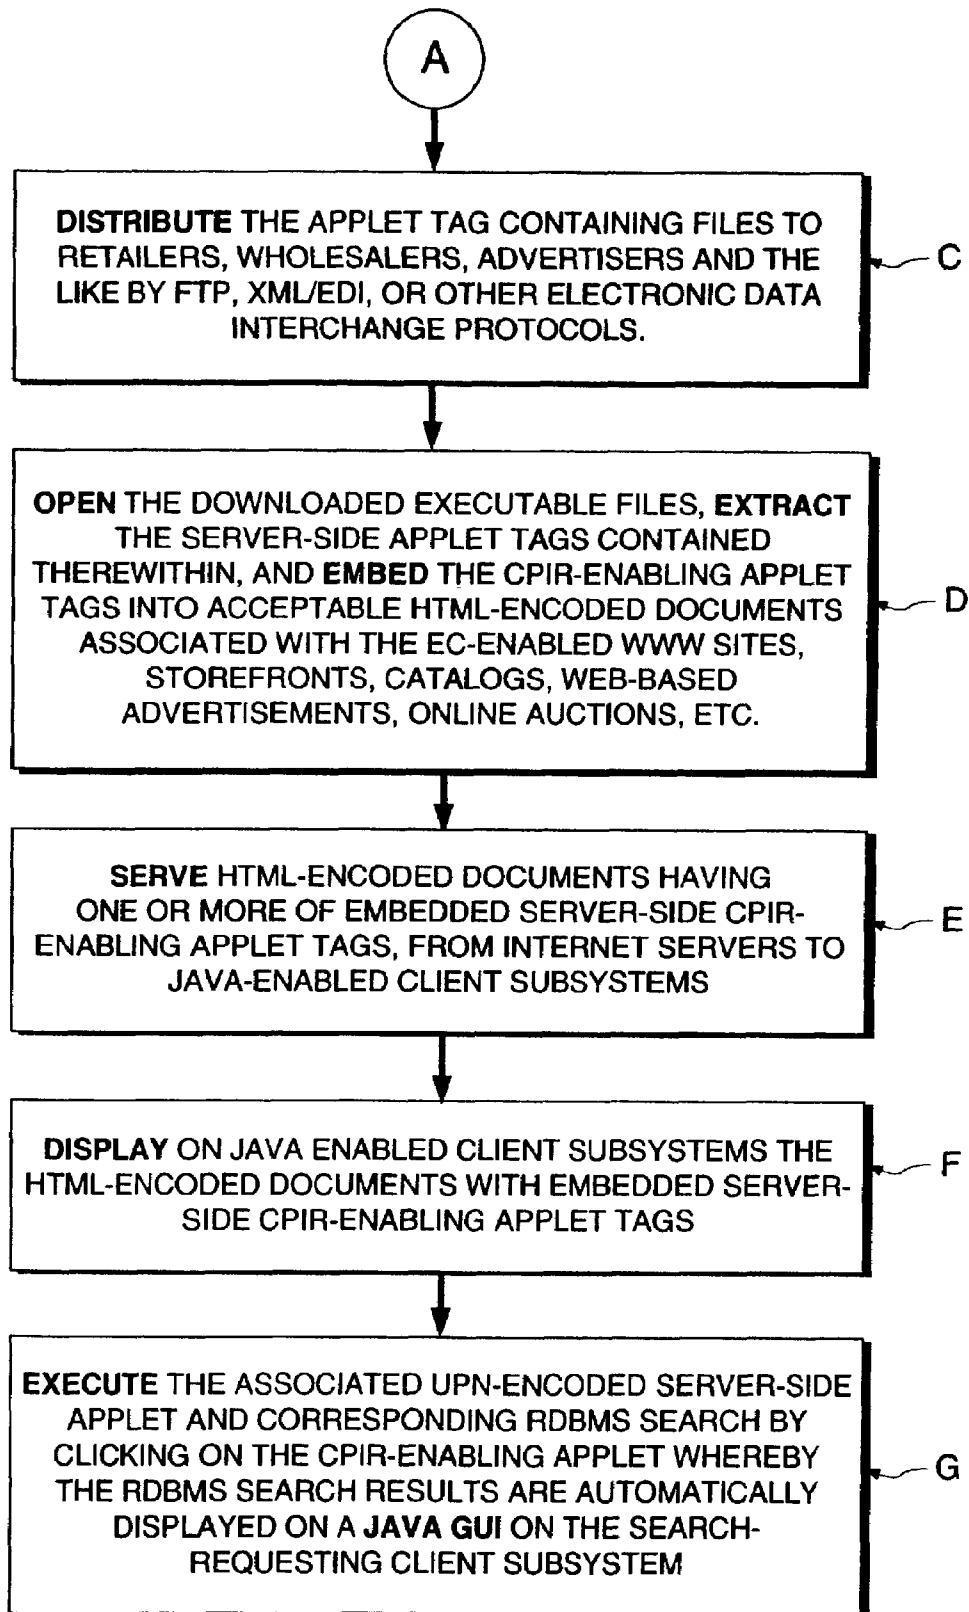 A
DISTRIBUTE THE APPLET TAG CONTAINING FILES TO
RETAILERS, WHOLESALERS, ADVERTISERS AND THE
LIKE BY FTP, XML/EDI, OR OTHER ELECTRONIC DATA
INTERCHANGE PROTOCOLS.
C
OPEN THE DOWNLOADED EXECUTABLE FILES, EXTRACT
THE SERVER-SIDE APPLET TAGS CONTAINED
THEREWITHIN, AND EMBED THE CPIR-ENABLING APPLET
TAGS INTO ACCEPTABLE HTML-ENCODED DOCUMENTS
ASSOCIATED WITH THE EC-ENABLED WWW SITES,
STOREFRONTS, CATALOGS, WEB-BASED
ADVERTISEMENTS, ONLINE AUCTIONS, ETC.
D
SERVE HTML-ENCODED DOCUMENTS HAVING
ONE OR MORE OF EMBEDDED SERVER-SIDE CPIR-
ENABLING APPLET TAGS, FROM INTERNET SERVERS TO
JAVA-ENABLED CLIENT SUBSYSTEMS
E
DISPLAY ON JAVA ENABLED CLIENT SUBSYSTEMS THE
HTML-ENCODED DOCUMENTS WITH EMBEDDED SERVER-
SIDE CPIR-ENABLING APPLET TAGS
F
EXECUTE THE ASSOCIATED UPN-ENCODED SERVER-SIDE
APPLET AND CORRESPONDING RDBMS SEARCH BY
CLICKING ON THE CPIR-ENABLING APPLET WHEREBY
THE RDBMS SEARCH RESULTS ARE AUTOMATICALLY
DISPLAYED ON A JAVA GUI ON THE SEARCH-
REQUESTING CLIENT SUBSYSTEM
G